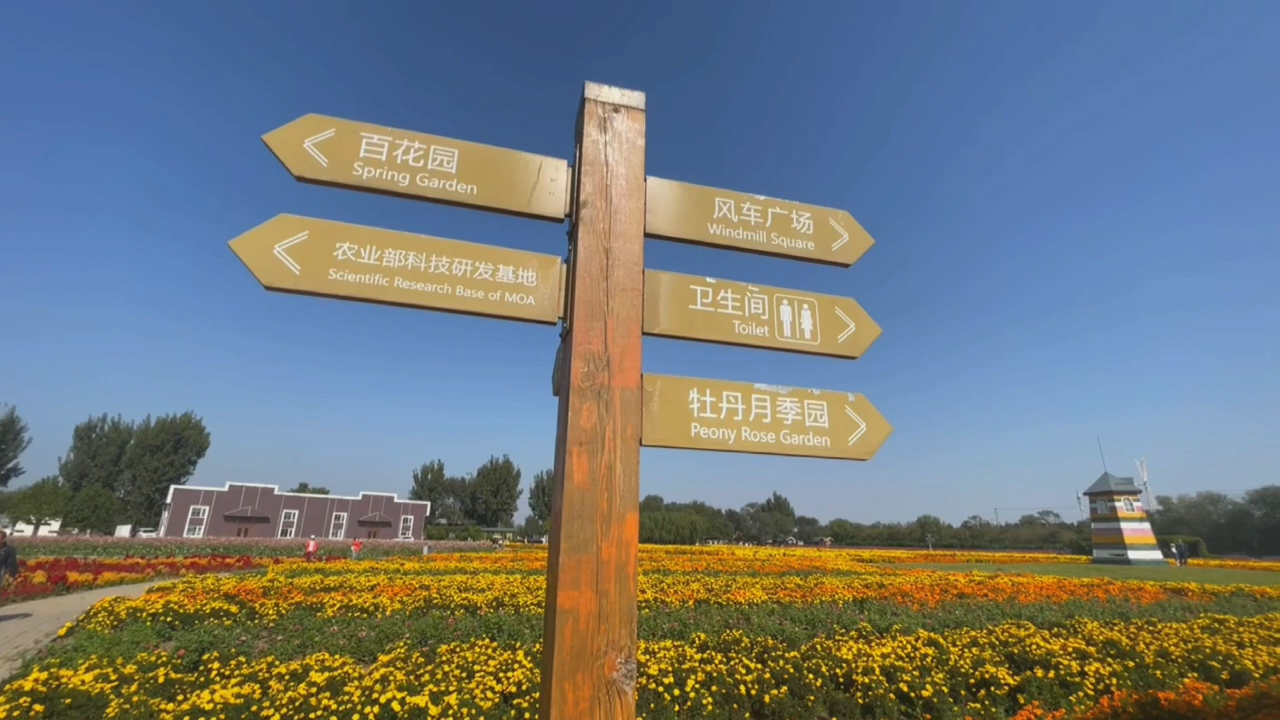 百花园
Spring Garden
农业部科技研发基地
Scientific Research Base of MOA
风车广场
Windmill Square
卫生间
Toilet
牡丹月季园
Peony Rose Garden